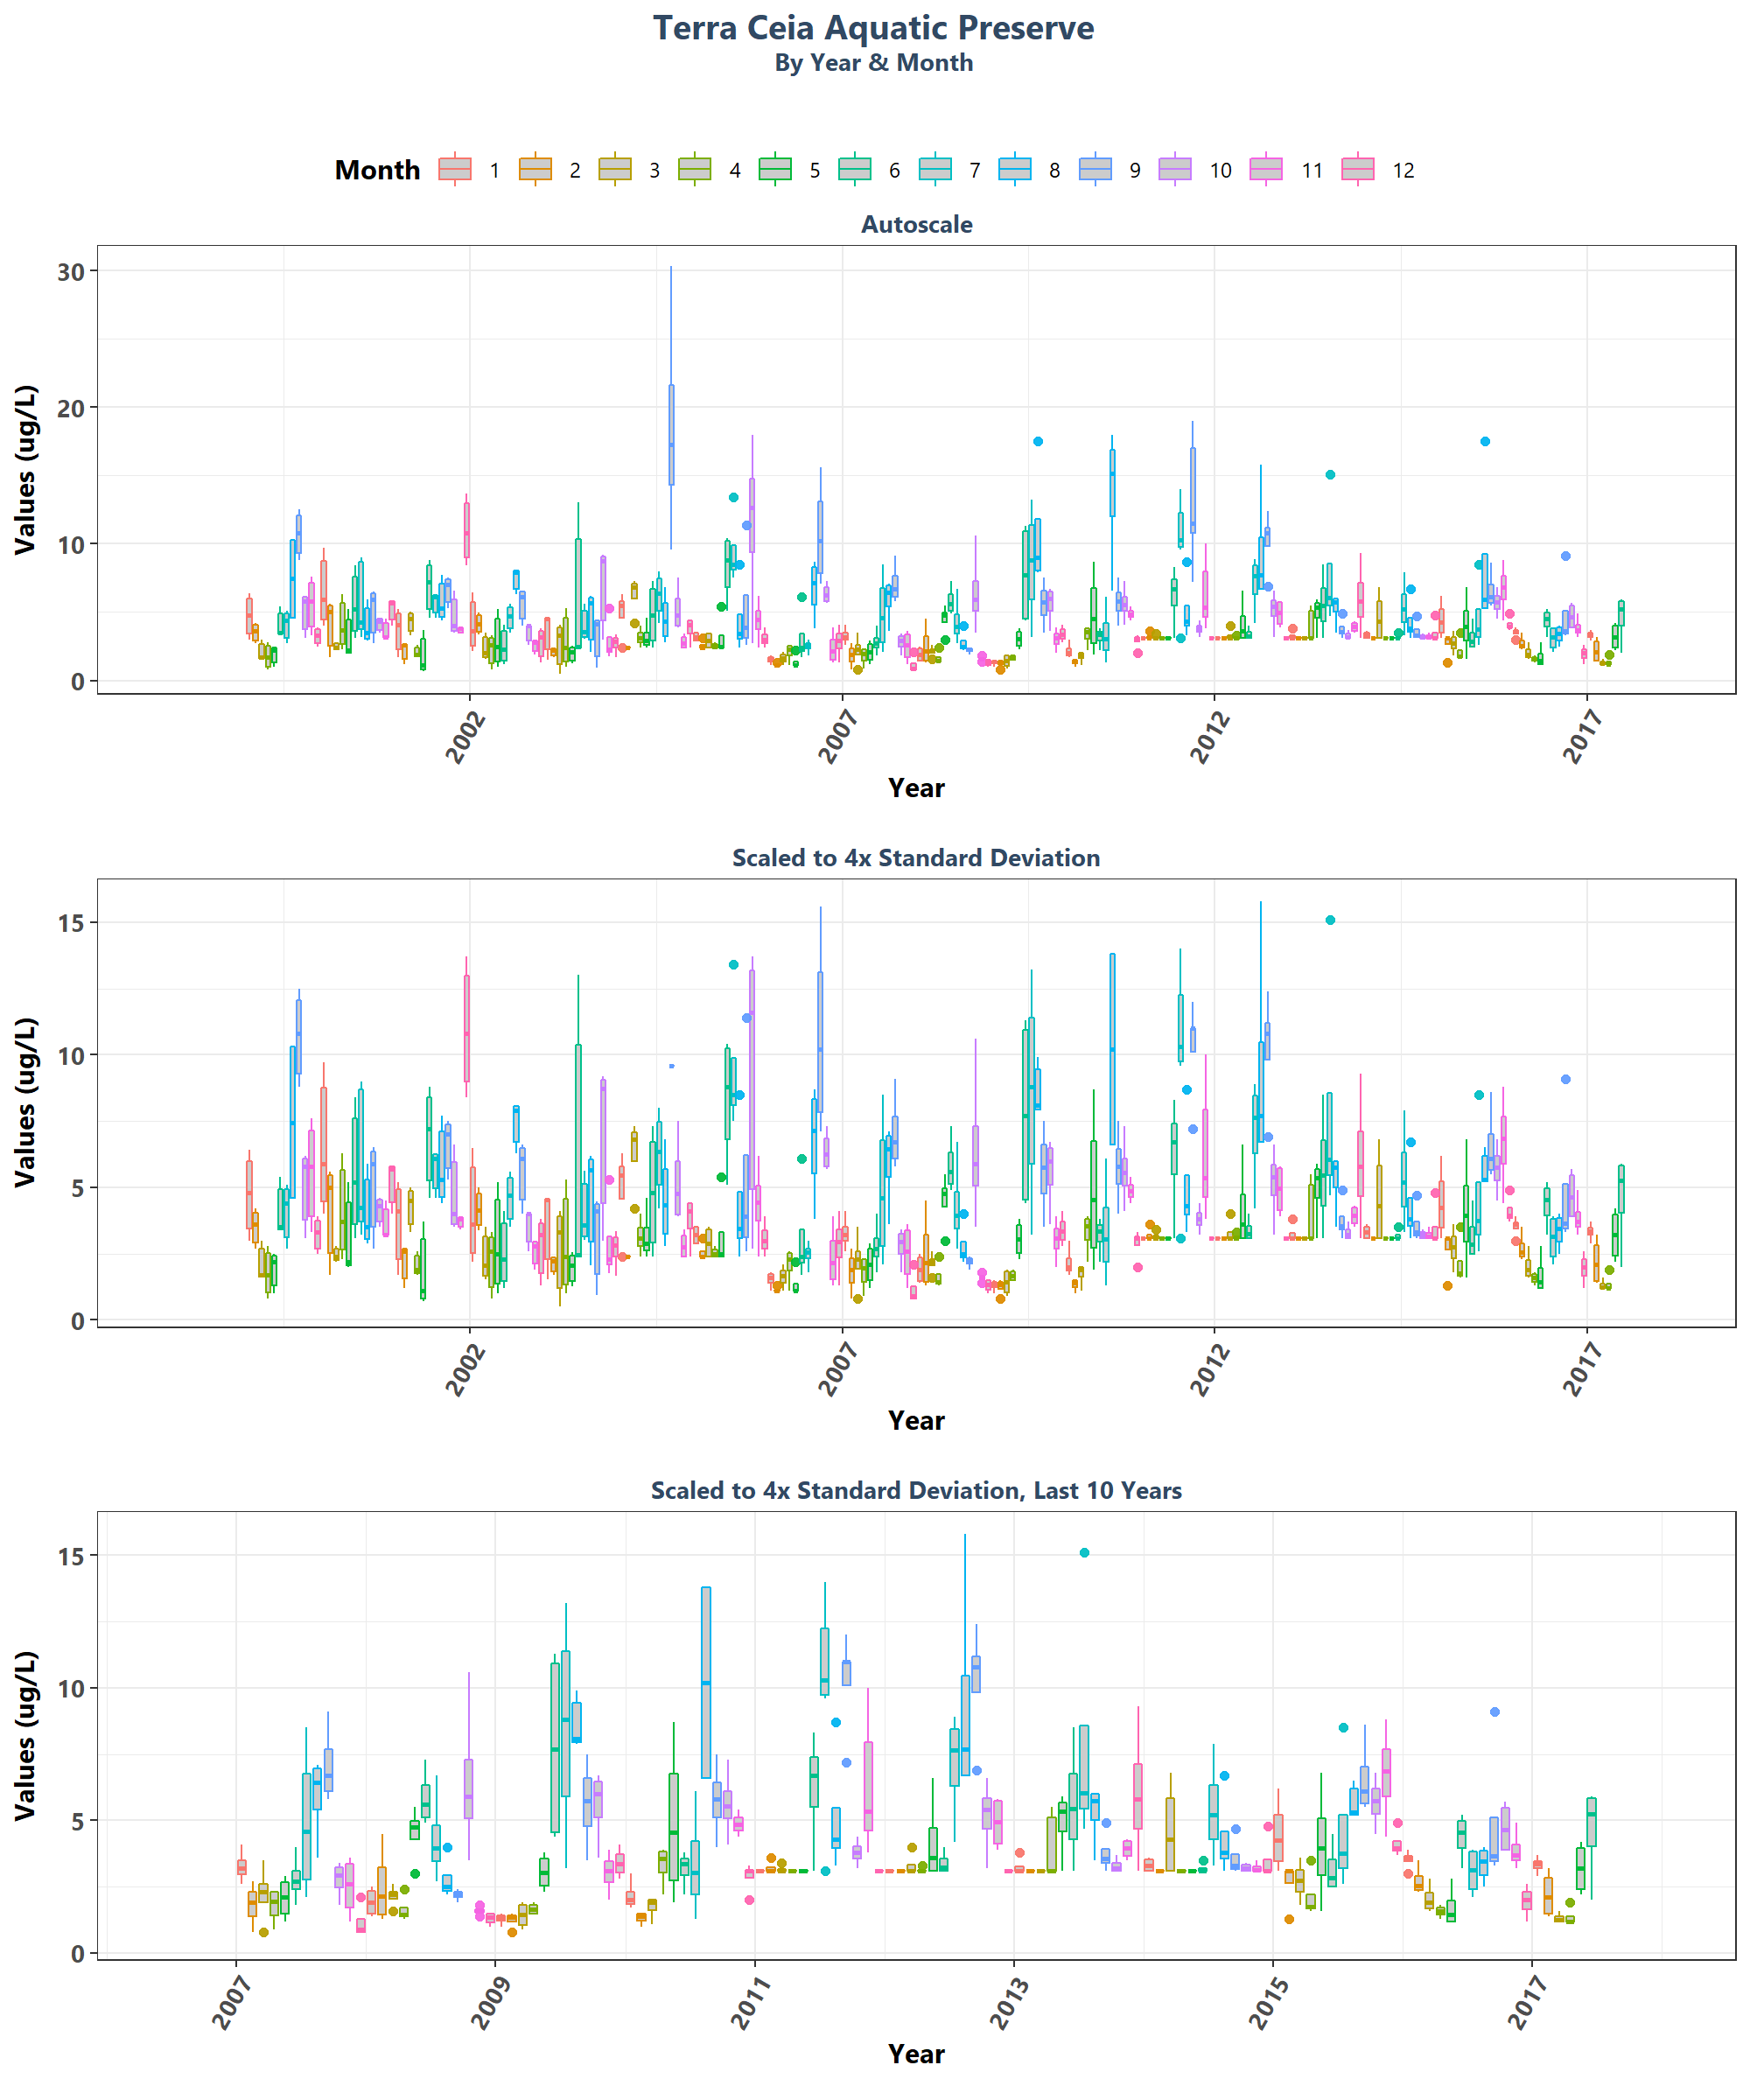 Terra Ceia Aquatic Preserve
By Year & Month
Month 1 2 3 4 5 6 7 8 9 10 11 12
Autoscale
Values (ug/L)
30
20
10
0
2002 2007 2012 2017
Year
Scaled to 4x Standard Deviation
Values (ug/L)
15
10
5
0
2002 2007 2012 2017
Year
Scaled to 4x Standard Deviation, Last 10 Years
Values (ug/L)
15
10
5
0
2007 2009 2011 2013 2015 2017
Year